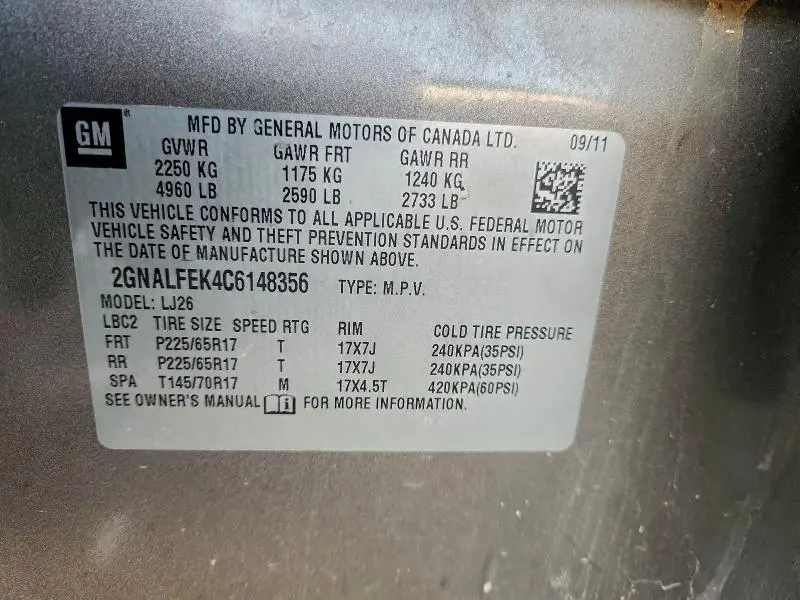 GM
MFD BY GENERAL MOTORS OF CANADA LTD. 09/11
GVWR GAWR FRT GAWR RR
2250 KG 1175 KG 1240 KG
4960 LB 2590 LB 2733 LB
THIS VEHICLE CONFORMS TO ALL APPLICABLE U.S. FEDERAL MOTOR
VEHICLE SAFETY AND THEFT PREVENTION STANDARDS IN EFFECT ON
THE DATE OF MANUFACTURE SHOWN ABOVE.
2GNALFEK4C6148356 TYPE: M.P.V.
MODEL: LJ26
LBC2 TIRE SIZE SPEED RTG RIM COLD TIRE PRESSURE
FRT P225/65R17 T 17X7J 240KPA(35PSI)
RR P225/65R17 T 17X7J 240KPA(35PSI)
SPA T145/70R17 M 17X4.5T 420KPA(60PSI)
SEE OWNER'S MANUAL i FOR MORE INFORMATION.